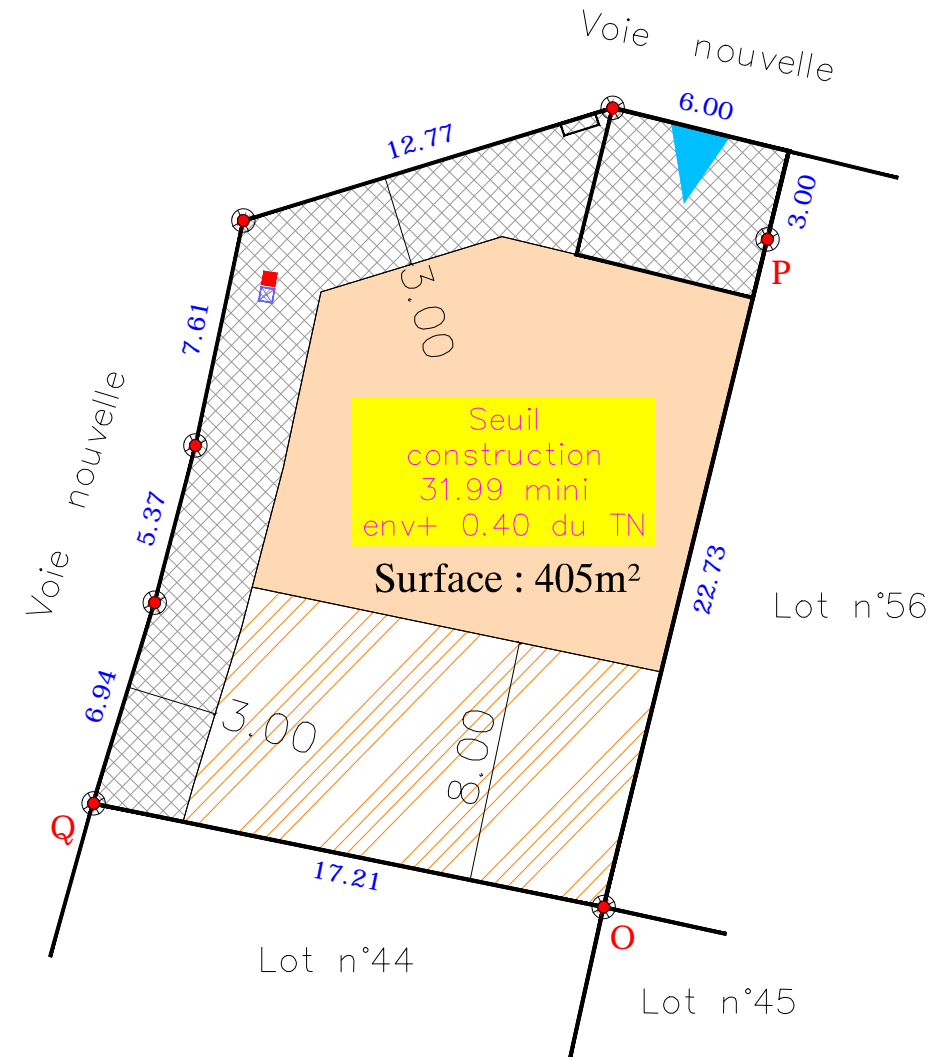 Voie nouvelle
6.00
12.77
3.00
P
3.00
7.61
Voie nouvelle
Seuil
construction
31.99 mini
env+ 0.40 du TN
5.37
Surface : 405m²
22.73
Lot n°56
6.94
3.00
8.00
Q
17.21
O
Lot n°44
Lot n°45